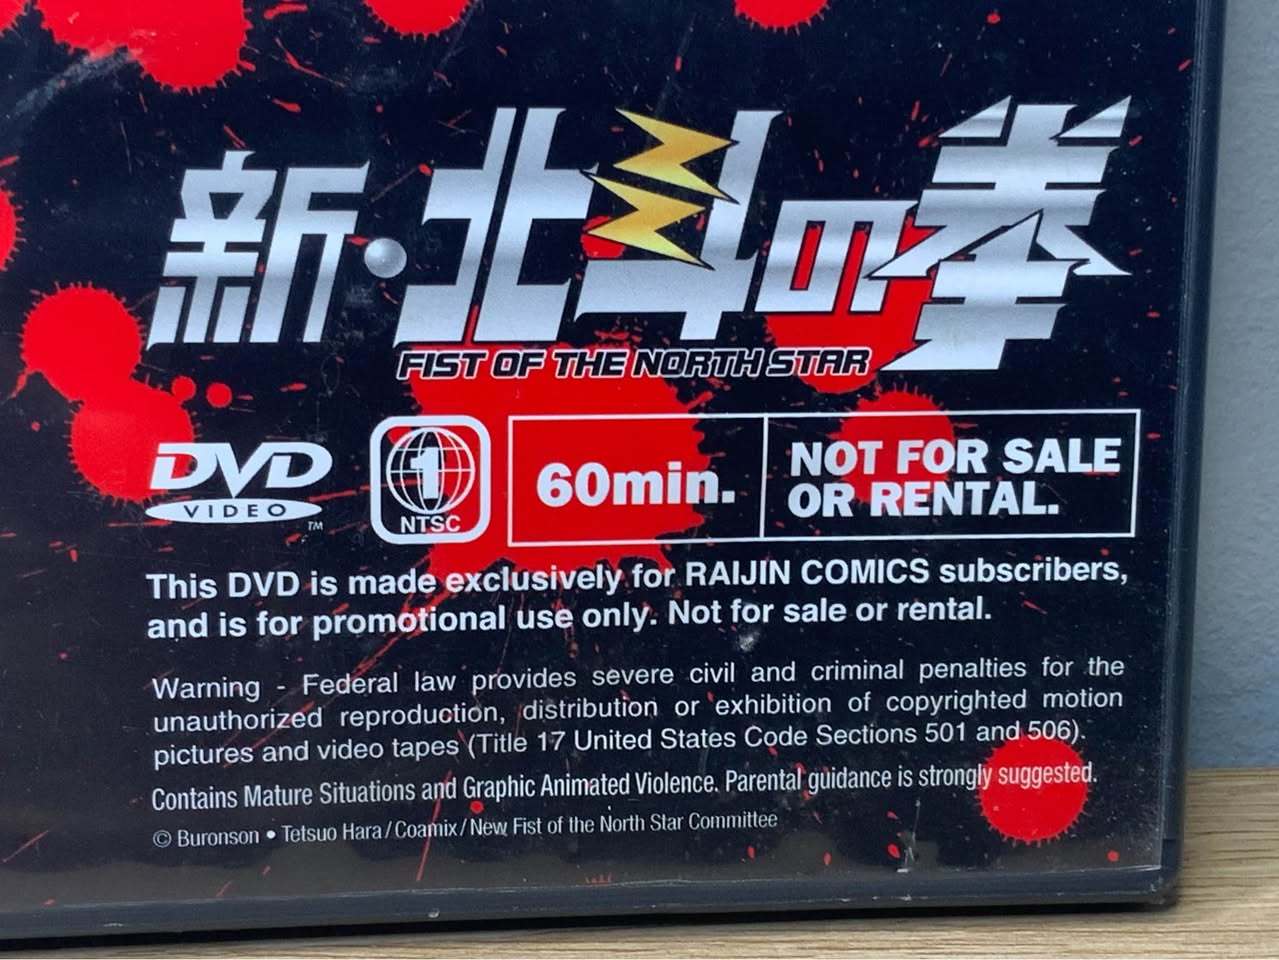 新・北斗の拳
FIST OF THE NORTH STAR
DVD
VIDEO
TM
1
NTSC
60min.
NOT FOR SALE
OR RENTAL.
This DVD is made exclusively for RAIJIN COMICS subscribers,
and is for promotional use only. Not for sale or rental.
Warning - Federal law provides severe civil and criminal penalties for the
unauthorized reproduction, distribution or exhibition of copyrighted motion
pictures and video tapes (Title 17 United States Code Sections 501 and 506).
Contains Mature Situations and Graphic Animated Violence. Parental guidance is strongly suggested.
© Buronson • Tetsuo Hara/Coamix/New Fist of the North Star Committee